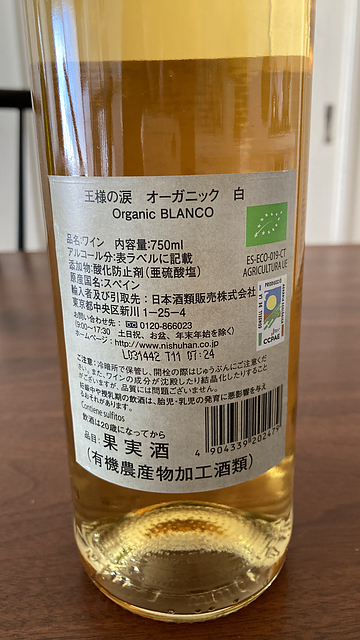 王様の涙 オーガニック 白
Organic BLANCO
ES-ECO-019-CT
AGRICULTURA UE
品名:ワイン 内容量:750ml
アルコール分:表ラベルに記載
添加物:酸化防止剤(亜硫酸塩)
原産国名:スペイン
輸入者及び引取先:日本酒類販売株式会社
東京都中央区新川1-25-4
お問い合わせ先: 0120-866023
(9:00~17:30 土日祝、お盆、年末年始を除く)
ホームページ:http://www.nishuhan.co.jp
L031442 T11 07:24
CCPAE
ご注意:冷暗所で保管し、開栓の際はじゅうぶんにご注意くだ
さい。また、ワインの成分が沈殿したり結晶化したりすること
がございますが、品質には問題ございません。
妊娠中や授乳期の飲酒は、胎児・乳児の発育に悪影響を与え
るおそれがあります。
Contiene sulfitos
飲酒は20歳になってから
品目:果実酒
(有機農産物加工酒類)
4 904339 20247